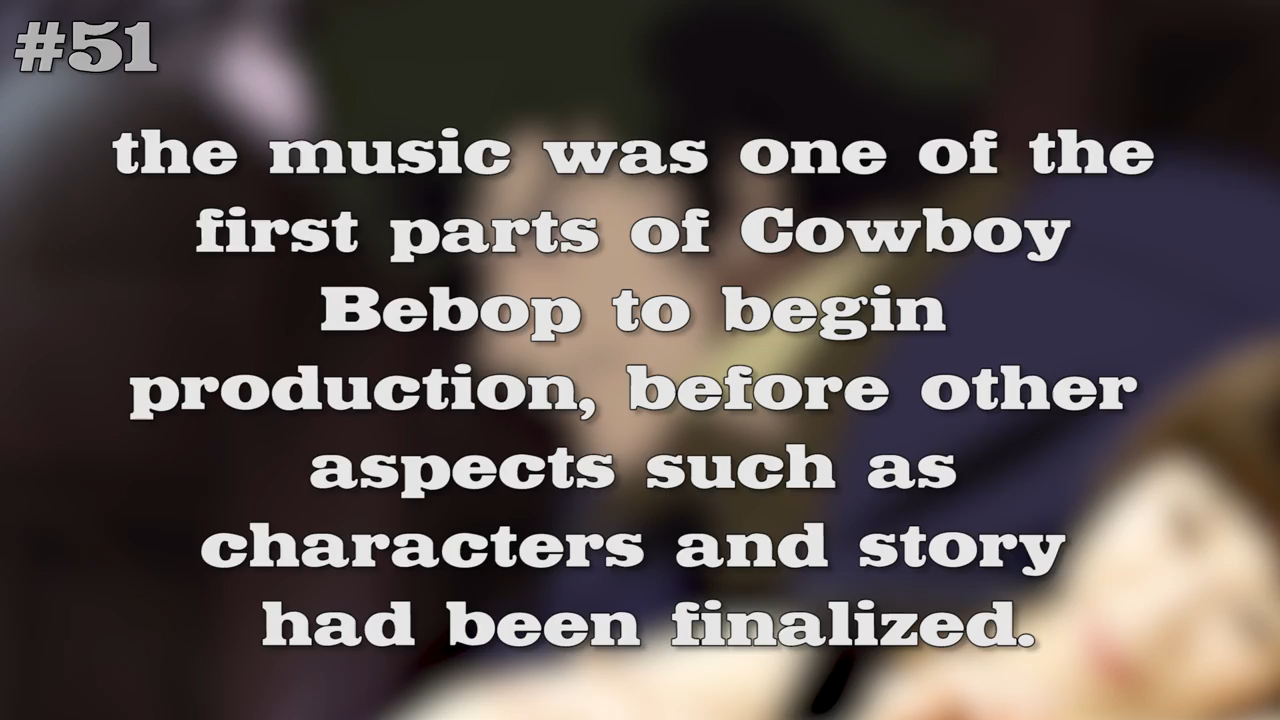 #51
the music was one of the
first parts of Cowboy
Bebop to begin
production, before other
aspects such as
characters and story
had been finalized.